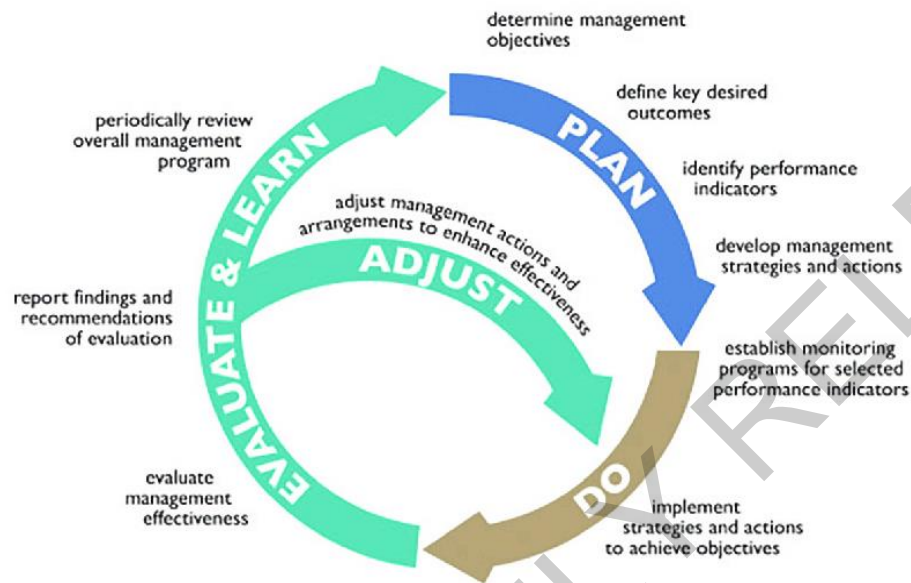 determine management
objectives
define key desired
outcomes
PLAN
identify performance
indicators
develop management
strategies and actions
establish monitoring
programs for selected
performance indicators
DO
implement
strategies and actions
to achieve objectives
evaluate
management
effectiveness
EVALUATE & LEARN
report findings and
recommendations
of evaluation
periodically review
overall management
program
adjust management actions and
arrangements to enhance effectiveness
ADJUST